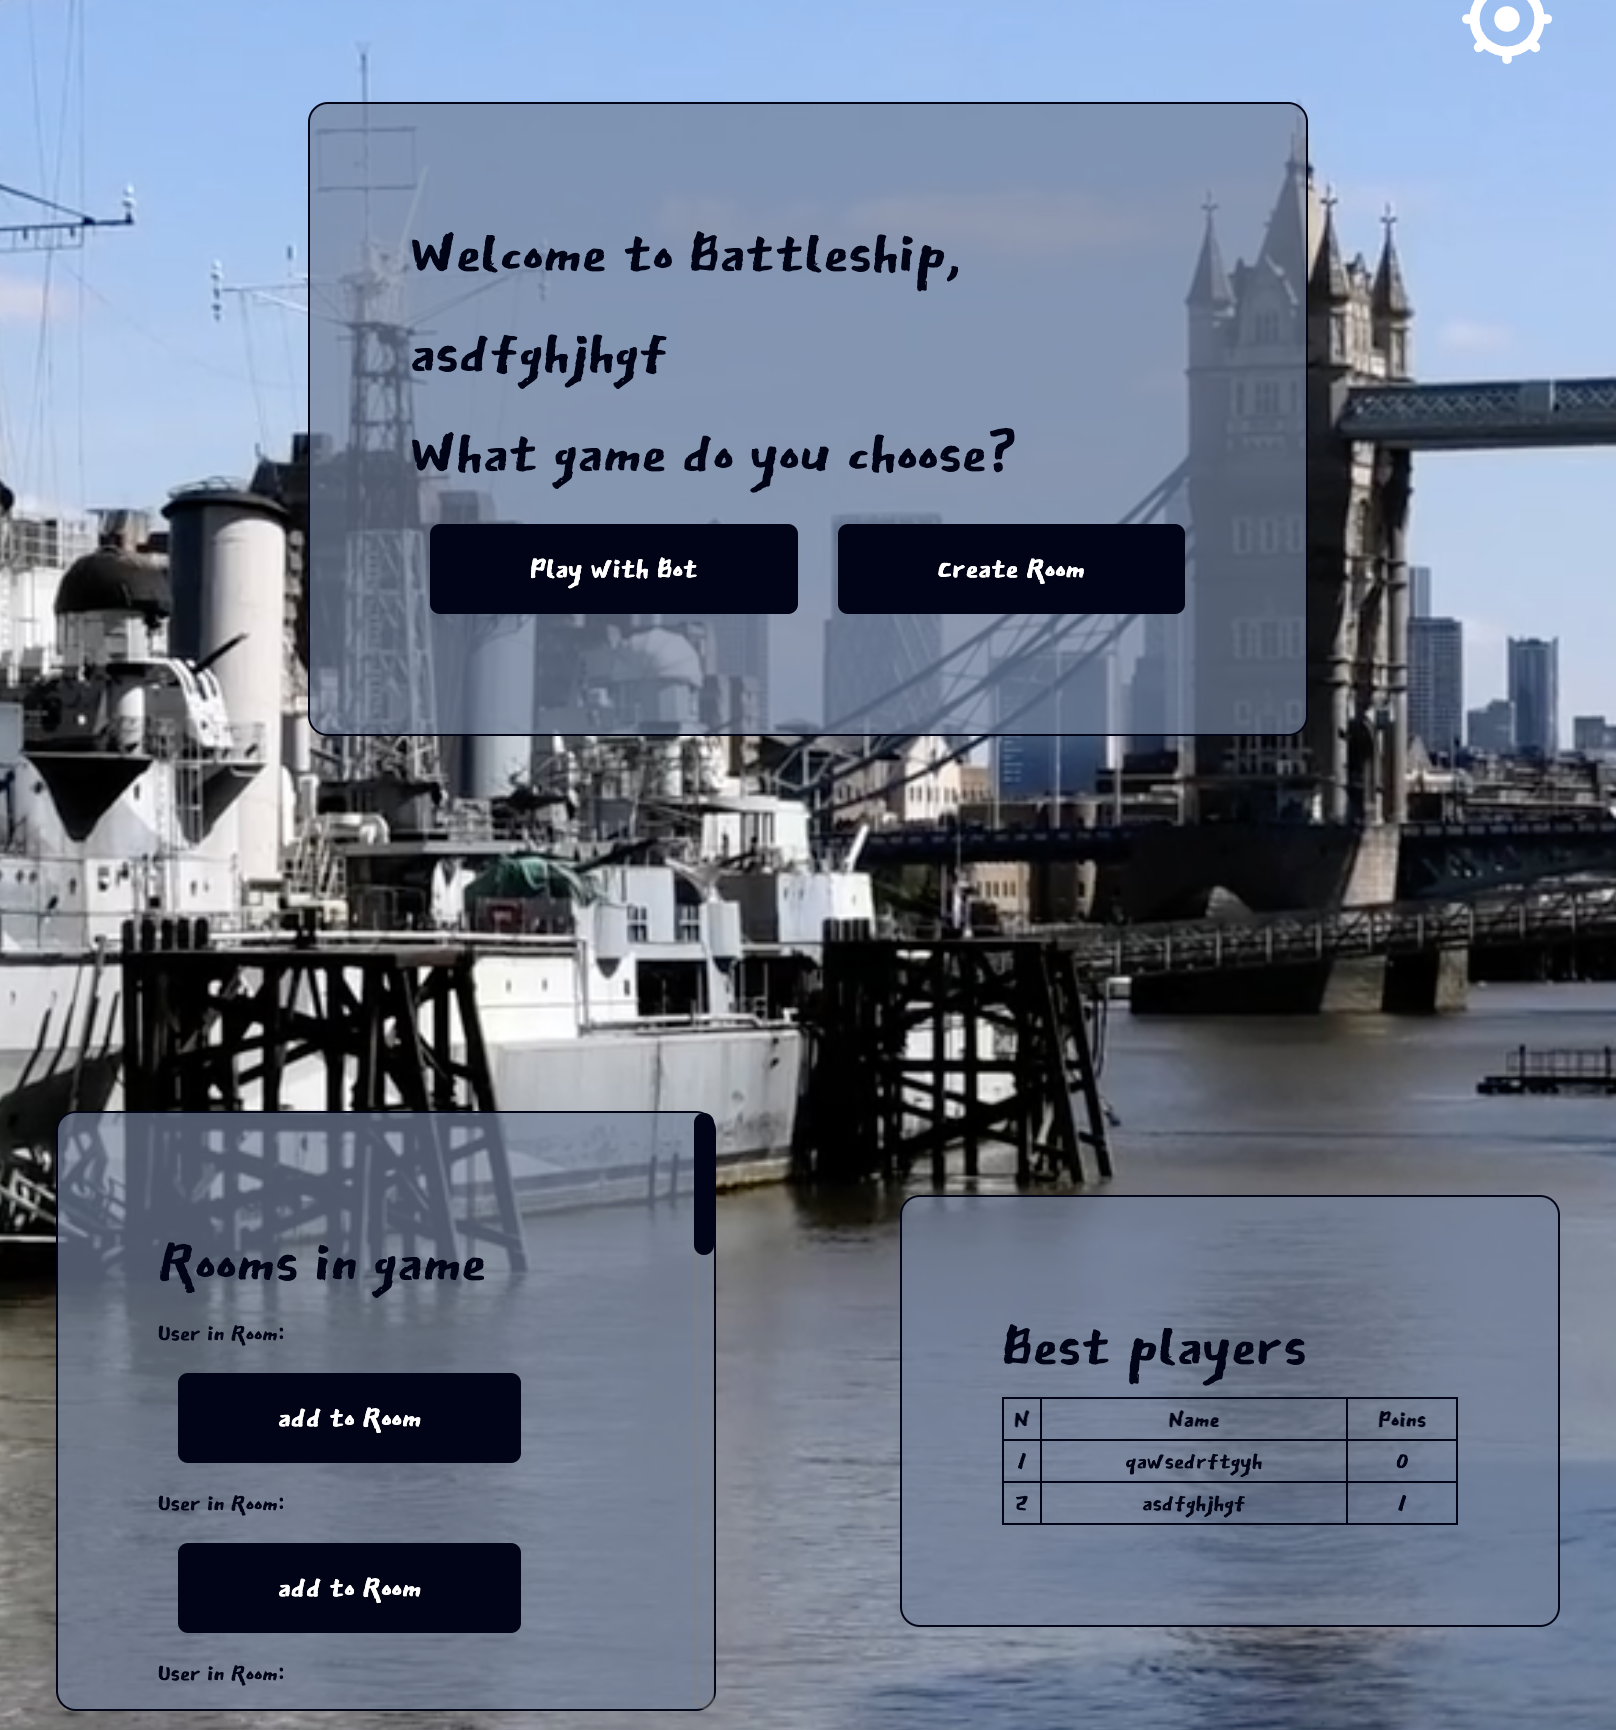 Welcome to Battleship,
asdfghjhgf
What game do you choose?
Play With Bot
Create Room
Rooms in game
User in Room:
add to Room
User in Room:
add to Room
User in Room:
Best players
N Name Poins
1 qawsedrftgyh 0
2 asdfghjhgf 1